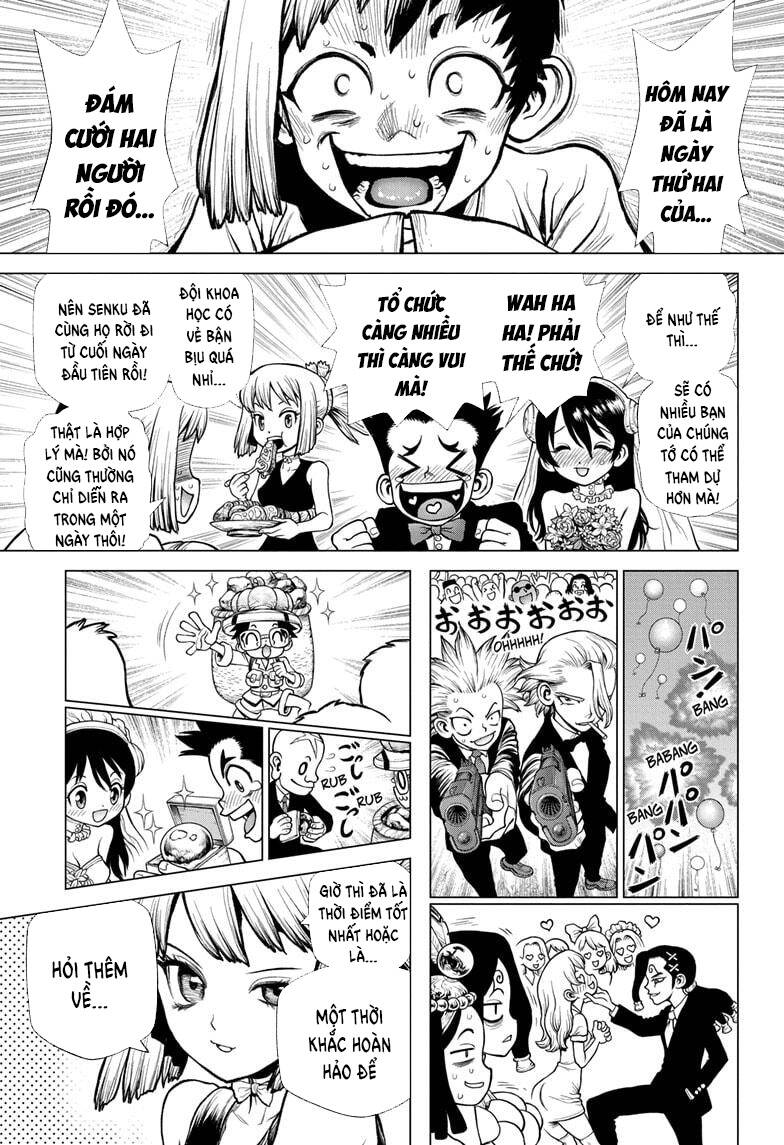 HÔM NAY
ĐÃ LÀ
NGÀY
THỨ HAI
CỦA...
ĐÁM
CƯỚI HAI
NGƯỜI
RỒI ĐÓ...
ĐỂ NHƯ THẾ
THÌ...
SẼ CÓ
NHIỀU BẠN
CỦA CHÚNG
TỚ CÓ THỂ
THAM DỰ
HƠN MÀ!
WAH HA
HA! PHẢI
THẾ CHỨ!
TỔ CHỨC
CÀNG NHIỀU
THÌ CÀNG VUI
MÀ!
ĐỘI KHOA
HỌC CÓ
VẺ BẬN
BỊU QUÁ
NHỈ...
NÊN SENKU ĐÃ
CÙNG HỌ RỜI ĐI
TỪ CUỐI NGÀY
ĐẦU TIÊN RỒI!
THẬT LÀ HỢP
LÝ MÀ! BỞI NÓ
CŨNG THƯỜNG
CHỈ DIỄN RA
TRONG MỘT
NGÀY THÔI!
パン!
BANG
BANG
BABANG
パパン
BANG
BANG
おおおおおお
OHHHHH!
ごっし
ごっし
RUB
RUB
GIỜ THÌ ĐÃ LÀ
THỜI ĐIỂM TỐT
NHẤT HOẶC
LÀ...
MỘT THỜI
KHẮC HOÀN
HẢO ĐỂ
HỎI THÊM
VỀ...